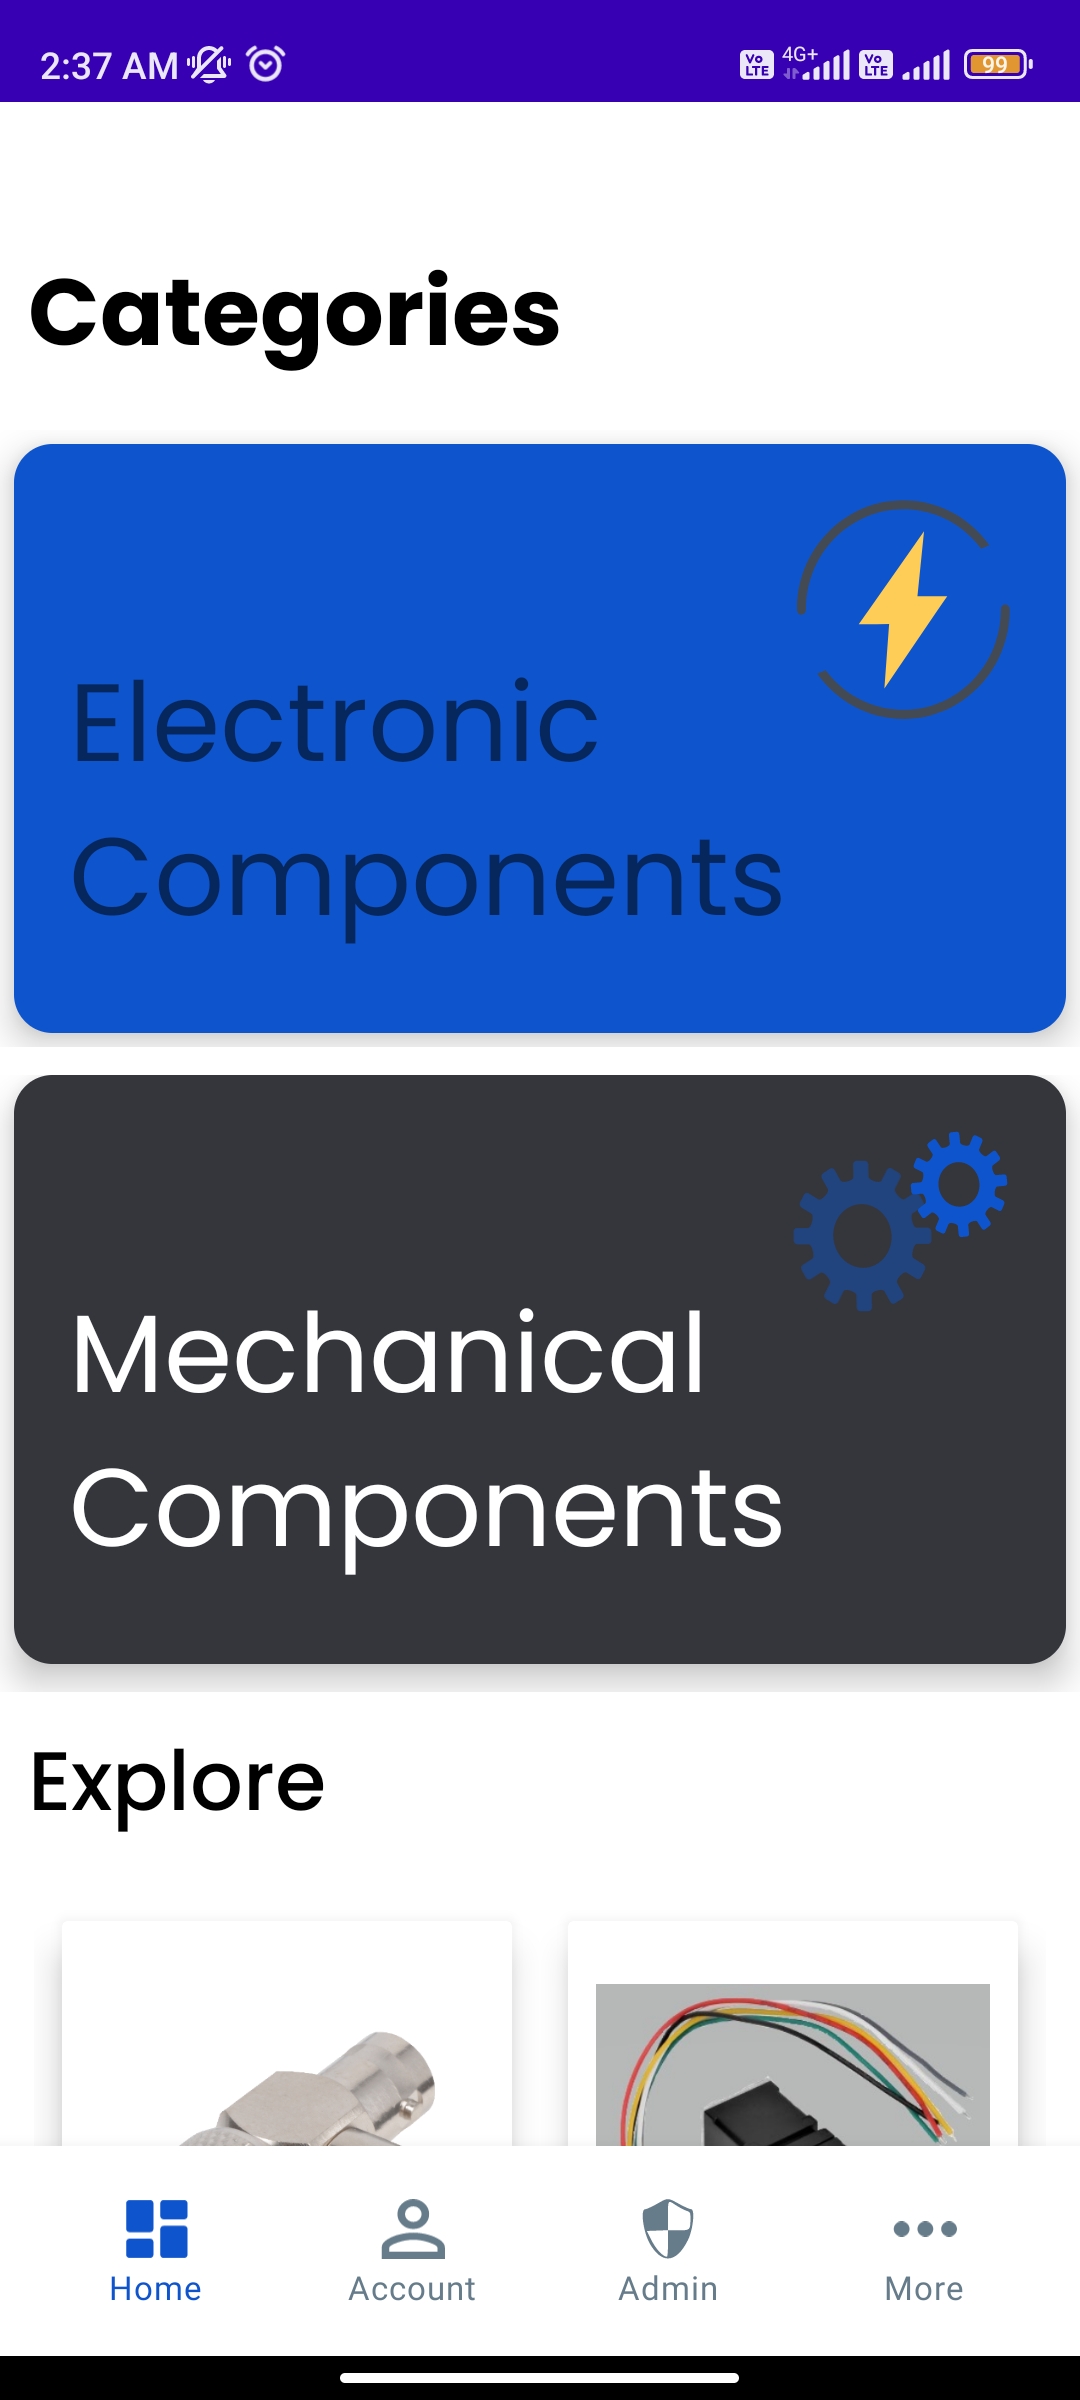 2:37 AM
Vo LTE 4G+ Vo LTE 99
Categories
Electronic
Components
Mechanical
Components
Explore
Home Account Admin More